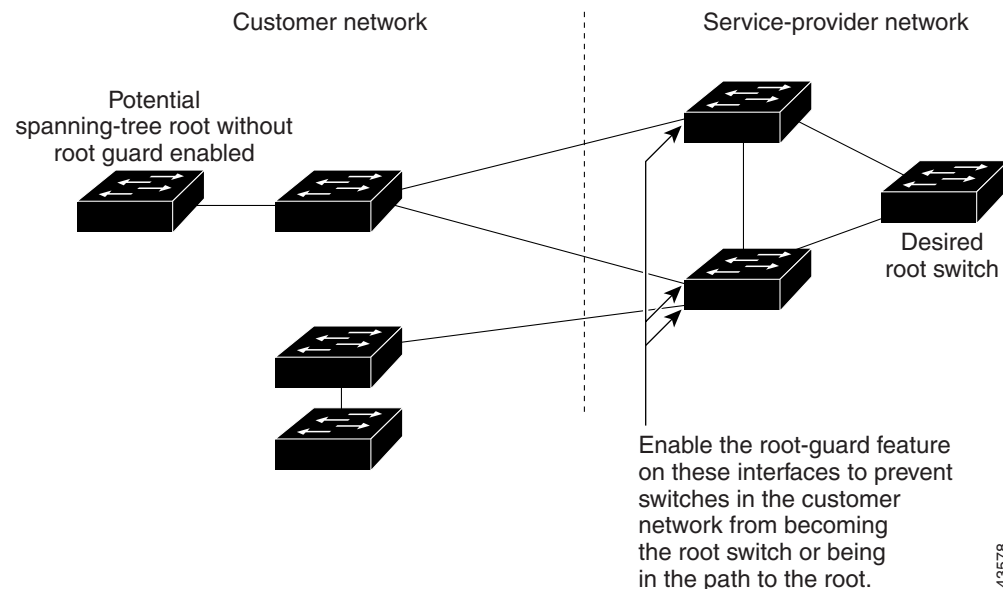 Customer network
Service-provider network
Potential
spanning-tree root without
root guard enabled
Desired
root switch
Enable the root-guard feature
on these interfaces to prevent
switches in the customer
network from becoming
the root switch or being
in the path to the root.
43578